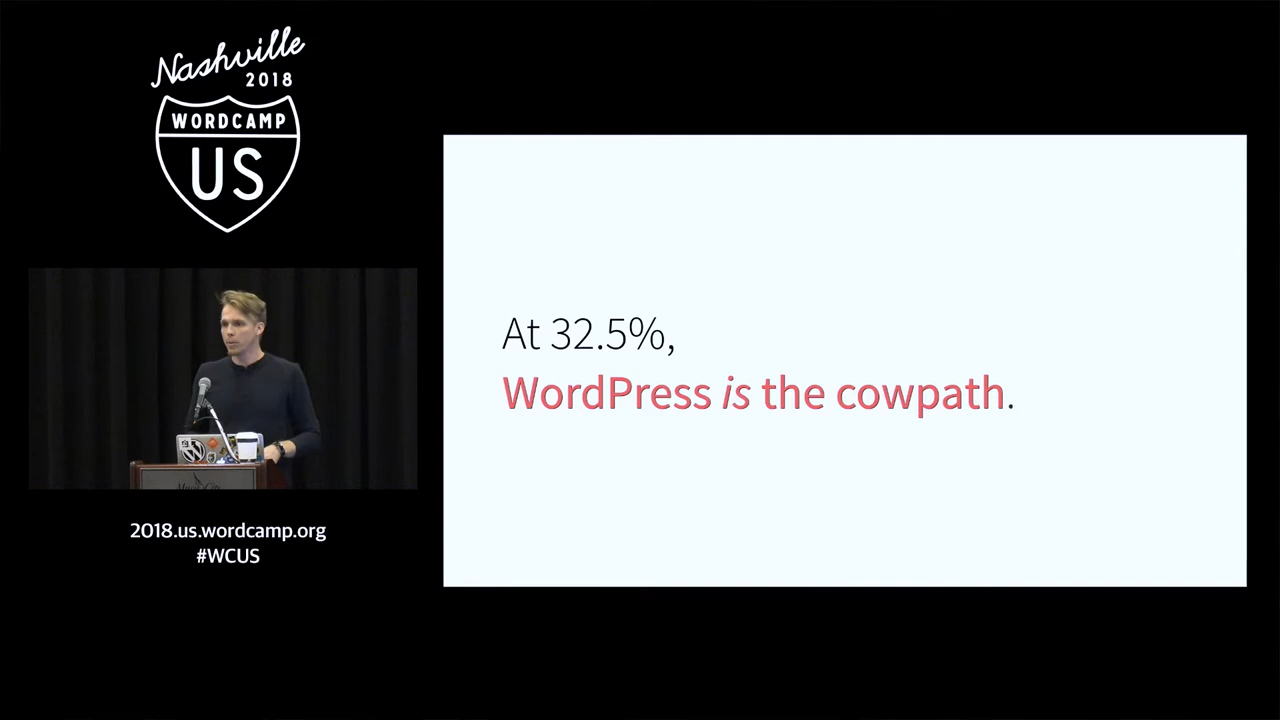 Nashville
2018
WORDCAMP
US
At 32.5%,
WordPress is the cowpath.
2018.us.wordcamp.org
#WCUS